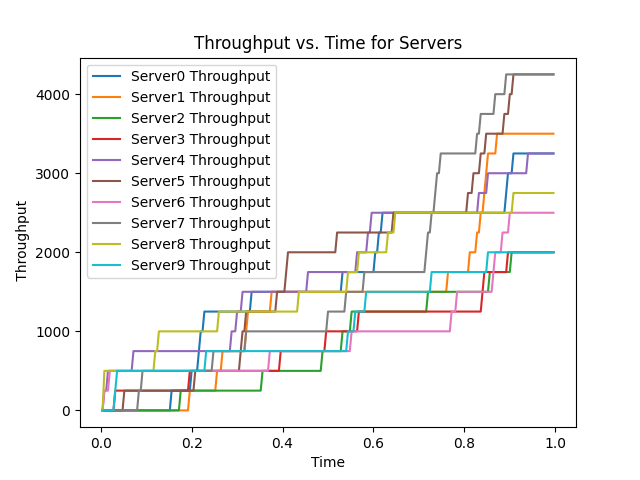 Throughput vs. Time for Servers
Server0 Throughput
Server1 Throughput
Server2 Throughput
Server3 Throughput
Server4 Throughput
Server5 Throughput
Server6 Throughput
Server7 Throughput
Server8 Throughput
Server9 Throughput
Throughput
4000
3000
2000
1000
0
0.0 0.2 0.4 0.6 0.8 1.0
Time